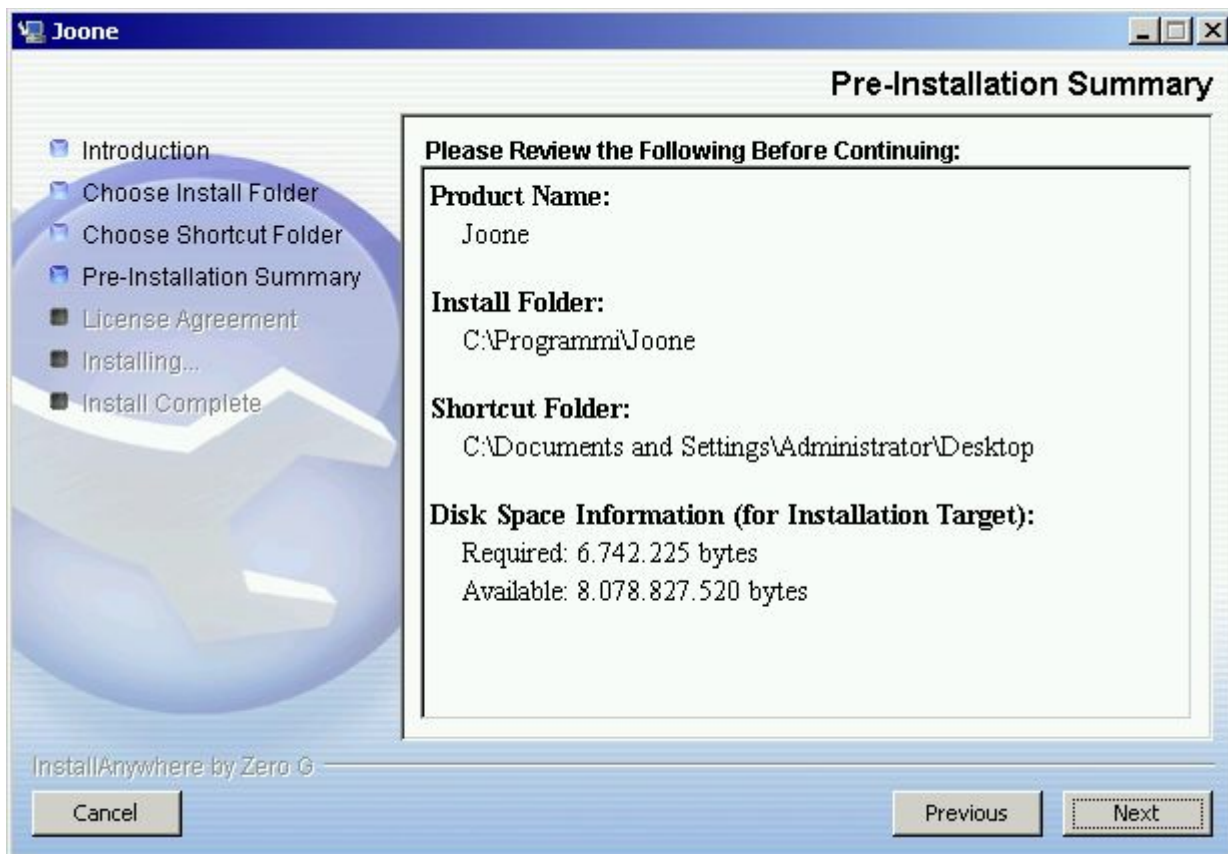 Joone
Pre-Installation Summary
Introduction
Choose Install Folder
Choose Shortcut Folder
Pre-Installation Summary
License Agreement
Installing...
Install Complete
Please Review the Following Before Continuing:
Product Name:
Joone
Install Folder:
C:\Programmi\Joone
Shortcut Folder:
C:\Documents and Settings\Administrator\Desktop
Disk Space Information (for Installation Target):
Required: 6.742.225 bytes
Available: 8.078.827.520 bytes
InstallAnywhere by Zero G
Cancel
Previous
Next